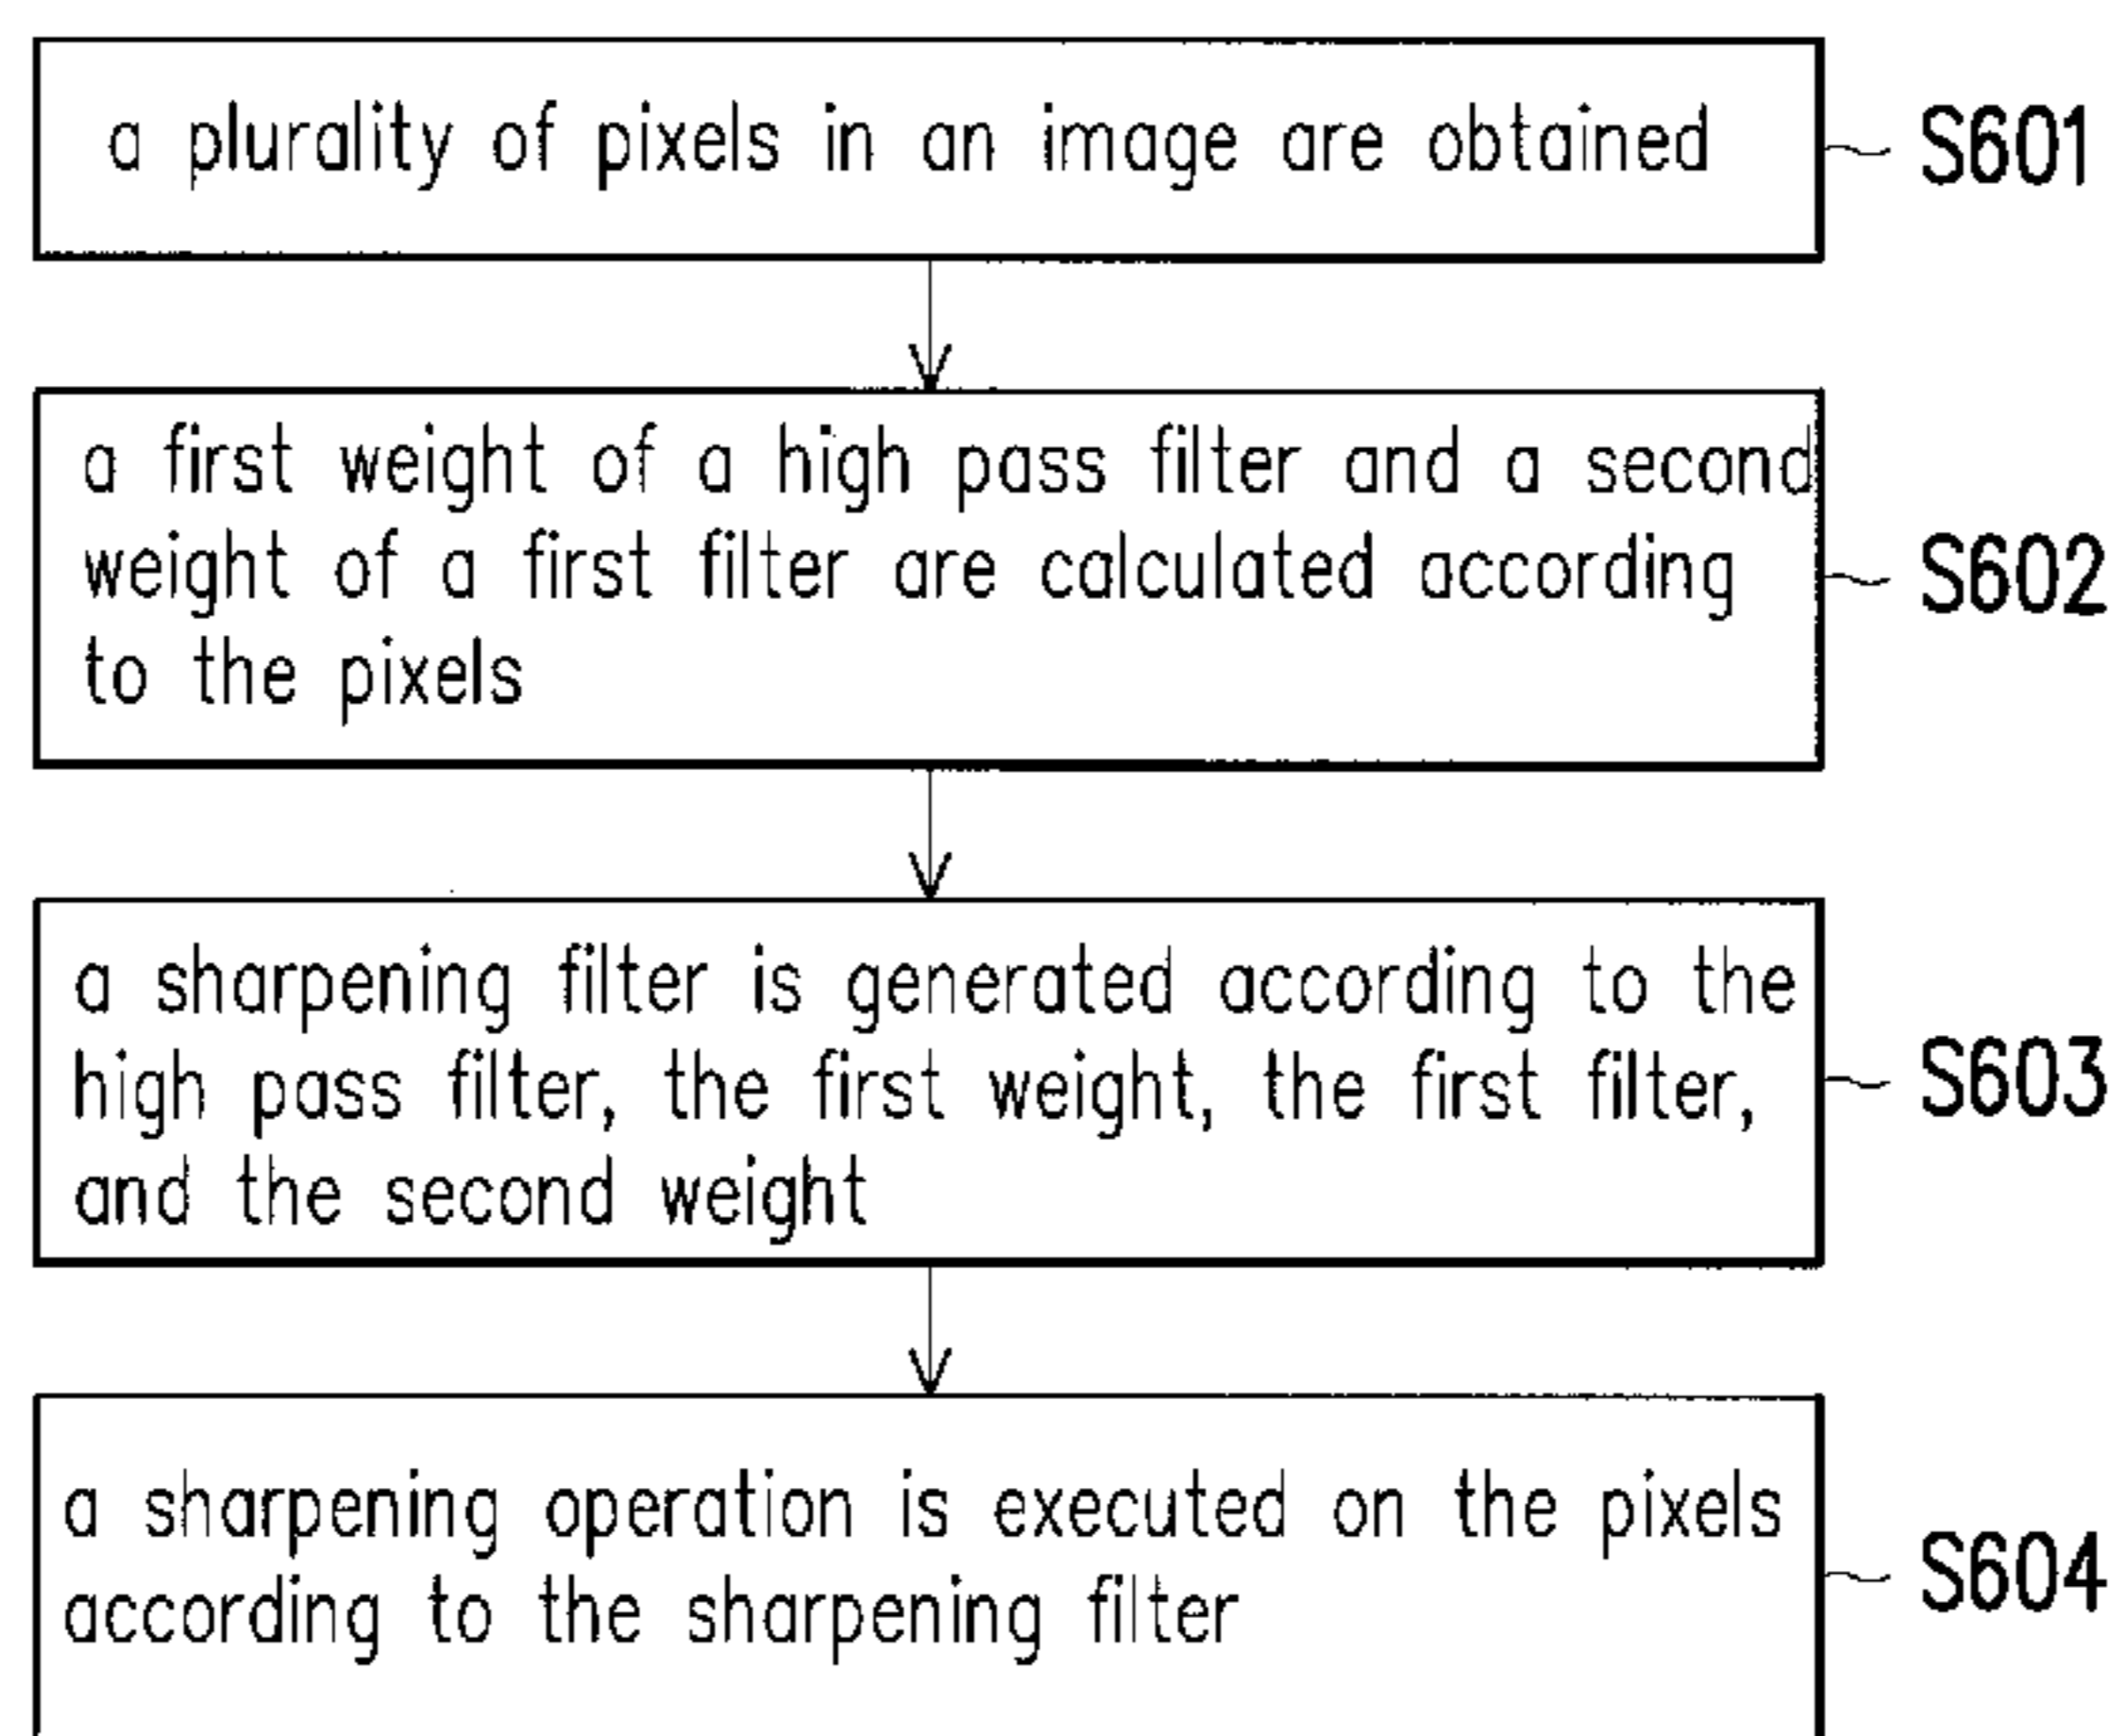 a plurality of pixels in an image are obtained
S601
a first weight of a high pass filter and a second
weight of a first filter are calculated according
to the pixels
S602
a sharpening filter is generated according to the
high pass filter, the first weight, the first filter,
and the second weight
S603
a sharpening operation is executed on the pixels
according to the sharpening filter
S604